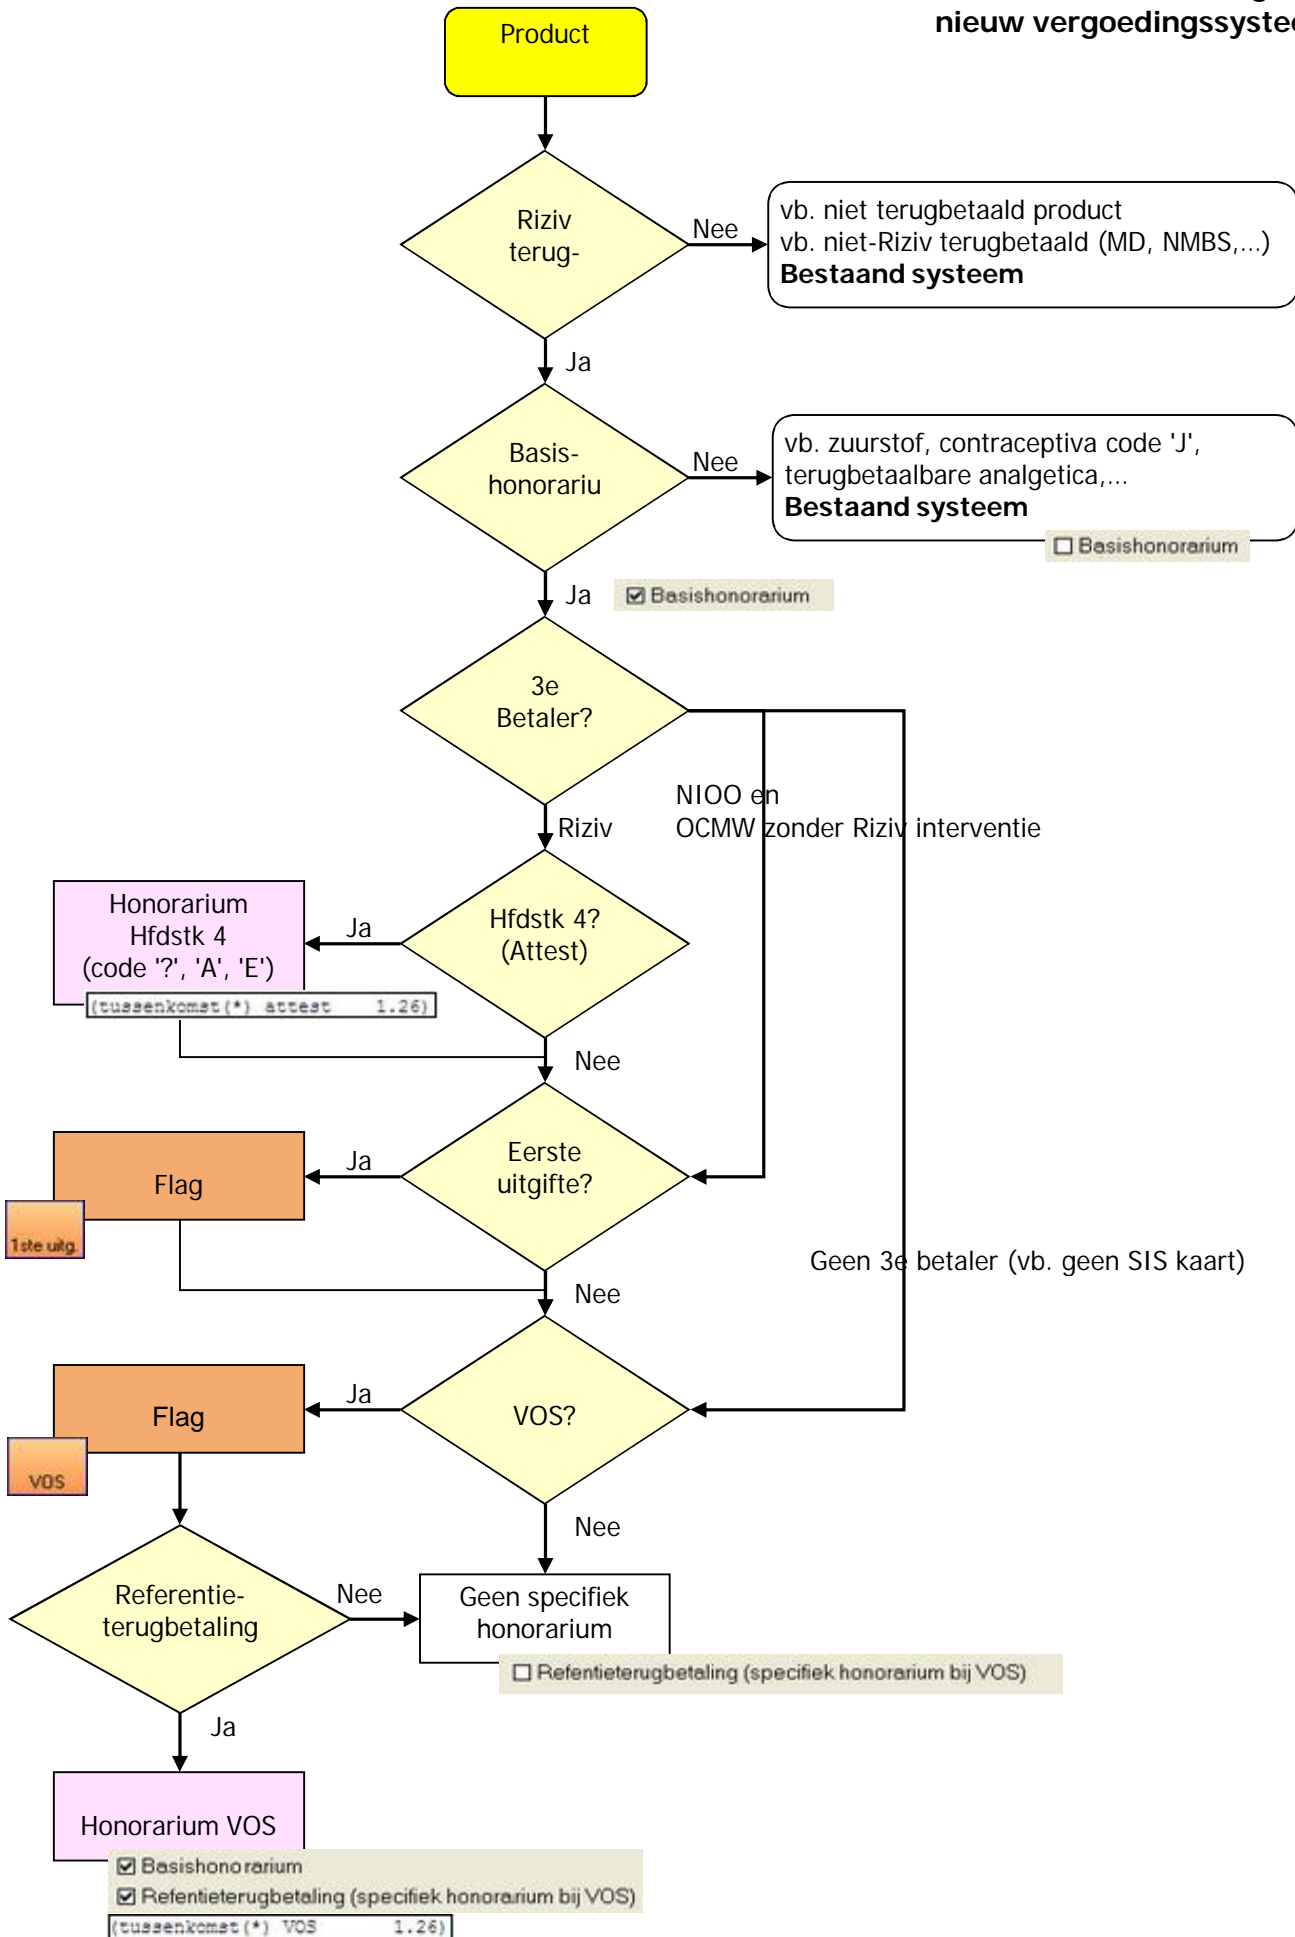 nieuw vergoedingssystee
Product
Riziv
terug-
Nee
vb. niet terugbetaald product
vb. niet-Riziv terugbetaald (MD, NMBS,...)
Bestaand systeem
Ja
Basis-
honorariu
Nee
vb. zuurstof, contraceptiva code 'J',
terugbetaalbare analgetica,...
Bestaand systeem
Basishonorarium
Ja
Basishonorarium
3e
Betaler?
NIOO en
OCMW zonder Riziv interventie
Riziv
Honorarium
Hfdstk 4
(code '?', 'A', 'E')
Ja
Hfdstk 4?
(Attest)
(tussenkomst(*) attest 1.26)
Nee
Eerste
uitgifte?
Ja
Flag
1ste uitg.
Geen 3e betaler (vb. geen SIS kaart)
Nee
VOS?
Ja
Flag
VOS
Nee
Referentie-
terugbetaling
Nee
Geen specifiek
honorarium
Refentieterugbetaling (specifiek honorarium bij VOS)
Ja
Honorarium VOS
Basishonorarium
Refentieterugbetaling (specifiek honorarium bij VOS)
(tussenkomst(*) VOS 1.26)